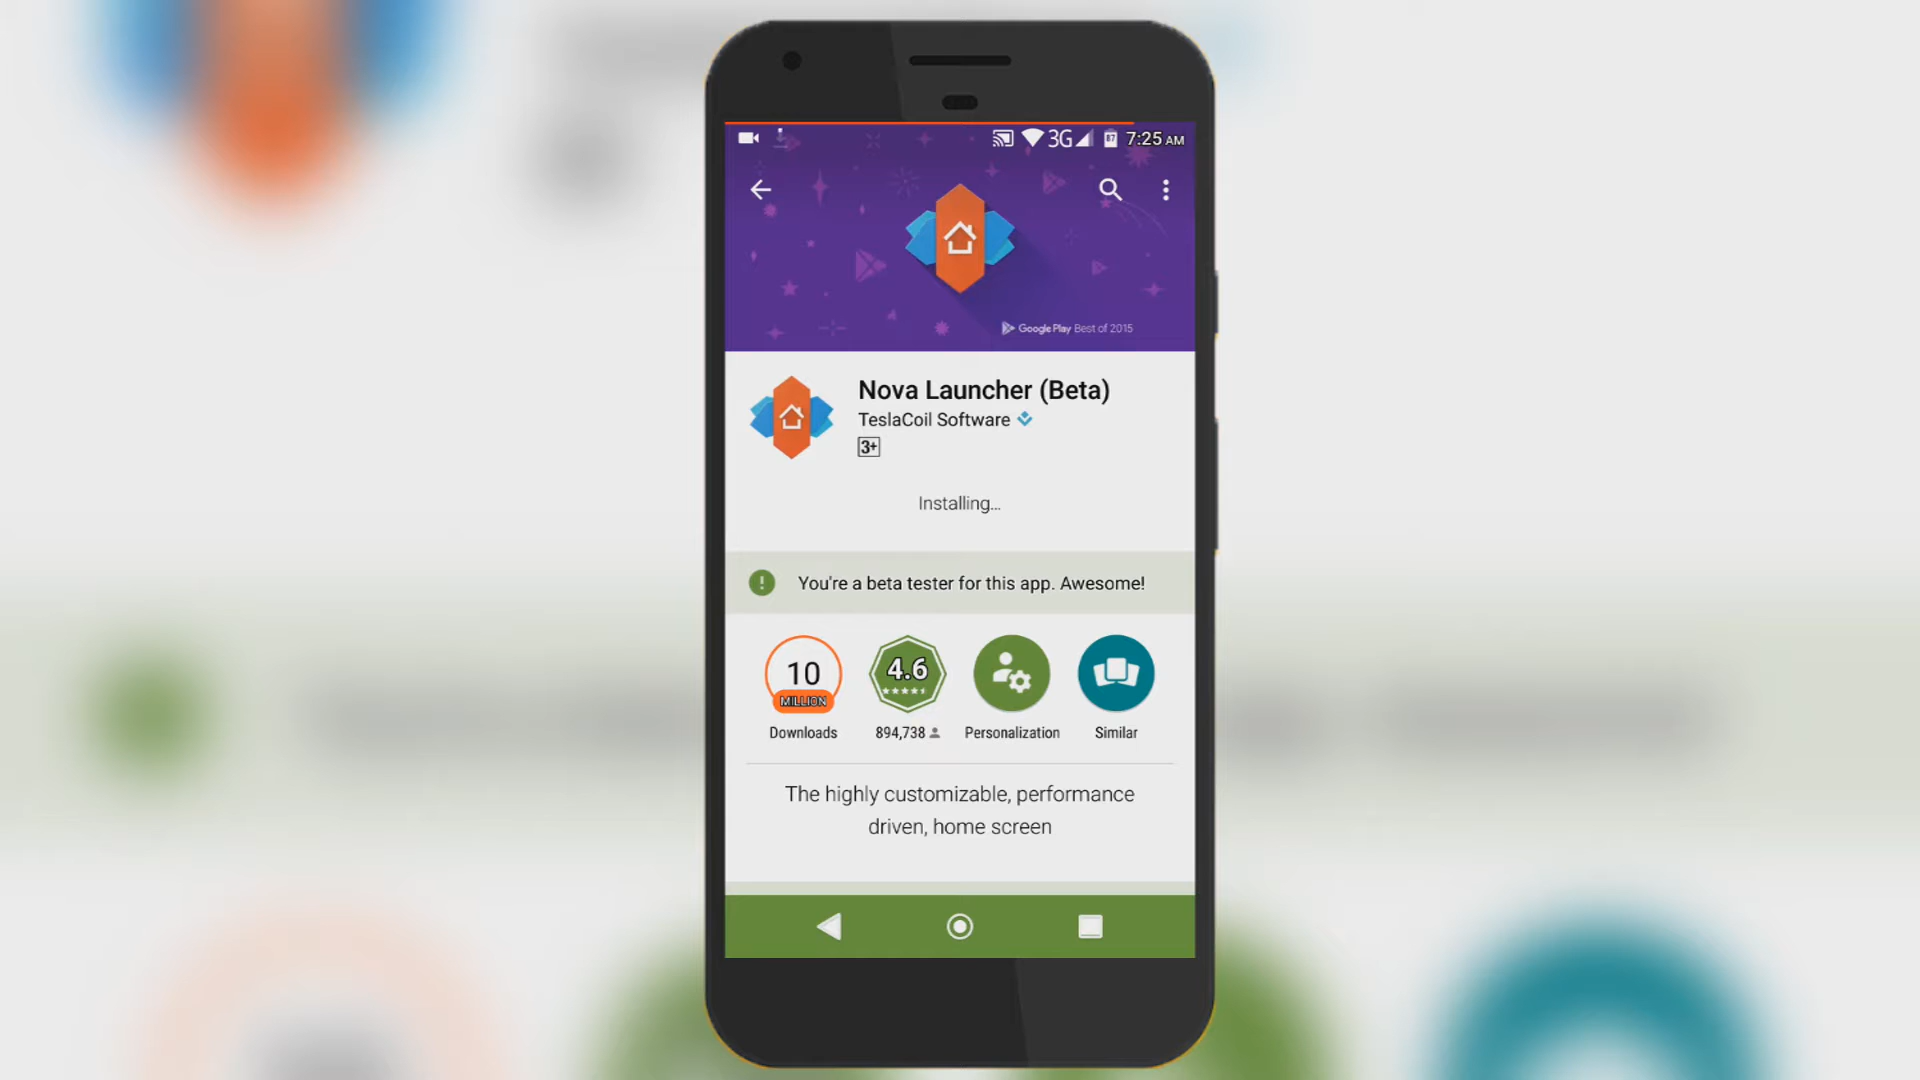 3G 87 7:25 AM
Google Play Best of 2015
Nova Launcher (Beta)
TeslaCoil Software
3+
Installing...
You're a beta tester for this app. Awesome!
10 4.6
MILLION
Downloads 894,738 Personalization Similar
The highly customizable, performance
driven, home screen